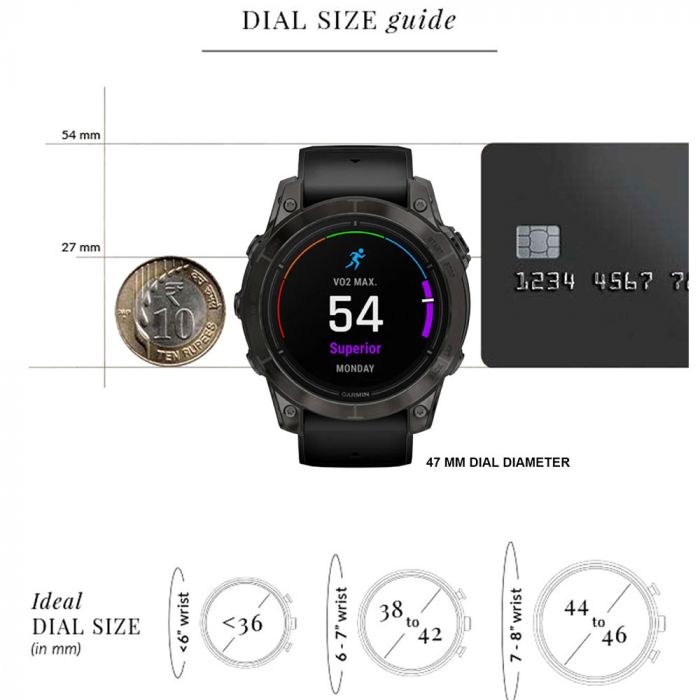 DIAL SIZE guide
54 mm
27 mm
₹
10
TEN RUPEES
VO2 MAX.
54
Superior
MONDAY
GARMIN
1234 4567
47 MM DIAL DIAMETER
Ideal
DIAL SIZE
(in mm)
<6" wrist
<36
6 - 7" wrist
38
to
42
7 - 8" wrist
44
to
46